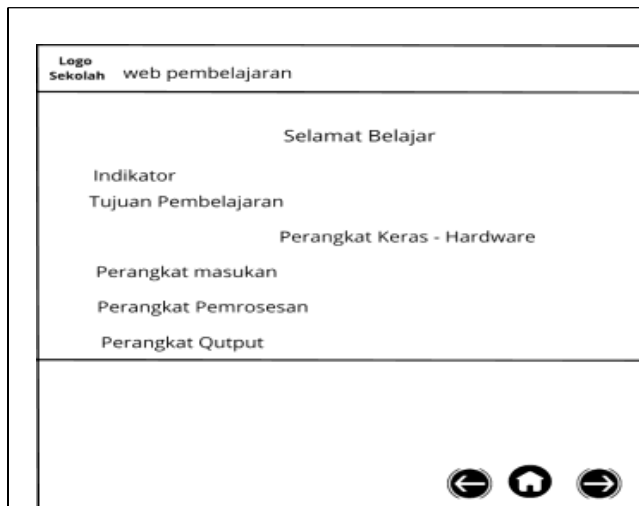 Logo
Sekolah web pembelajaran
Selamat Belajar
Indikator
Tujuan Pembelajaran
Perangkat Keras - Hardware
Perangkat masukan
Perangkat Pemrosesan
Perangkat Qutput